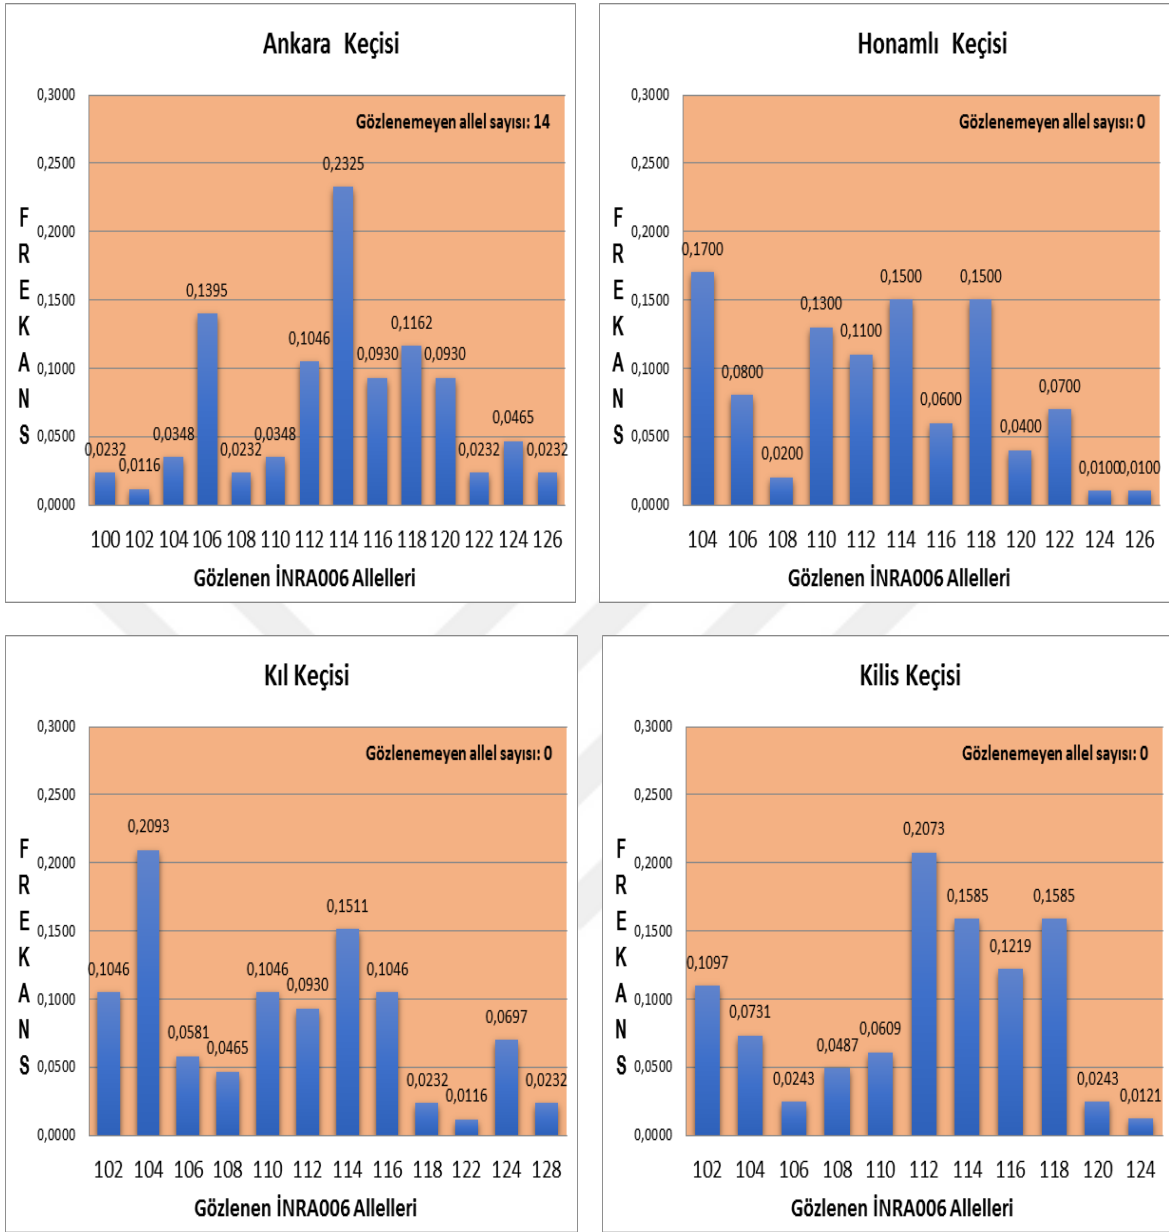 Ankara Keçisi
Gözlenemeyen allel sayısı: 14
0,3000
0,2500
0,2000
0,1500
0,1000
0,0500
0,0000
F
R
E
K
A
N
S
0,0232
0,0116
0,0348
0,1395
0,0232
0,0348
0,1046
0,2325
0,0930
0,1162
0,0930
0,0232
0,0465
0,0232
100 102 104 106 108 110 112 114 116 118 120 122 124 126
Gözlenen İNRA006 Allelleri
Honamlı Keçisi
Gözlenemeyen allel sayısı: 0
0,3000
0,2500
0,2000
0,1500
0,1000
0,0500
0,0000
F
R
E
K
A
N
S
0,1700
0,0800
0,0200
0,1300
0,1100
0,1500
0,0600
0,1500
0,0400
0,0700
0,0100
0,0100
104 106 108 110 112 114 116 118 120 122 124 126
Gözlenen İNRA006 Allelleri
Kıl Keçisi
Gözlenemeyen allel sayısı: 0
0,3000
0,2500
0,2000
0,1500
0,1000
0,0500
0,0000
F
R
E
K
A
N
S
0,1046
0,2093
0,0581
0,0465
0,1046
0,0930
0,1511
0,1046
0,0232
0,0116
0,0697
0,0232
102 104 106 108 110 112 114 116 118 122 124 128
Gözlenen İNRA006 Allelleri
Kilis Keçisi
Gözlenemeyen allel sayısı: 0
0,3000
0,2500
0,2000
0,1500
0,1000
0,0500
0,0000
F
R
E
K
A
N
S
0,1097
0,0731
0,0243
0,0487
0,0609
0,2073
0,1585
0,1219
0,1585
0,0243
0,0121
102 104 106 108 110 112 114 116 118 120 124
Gözlenen İNRA006 Allelleri